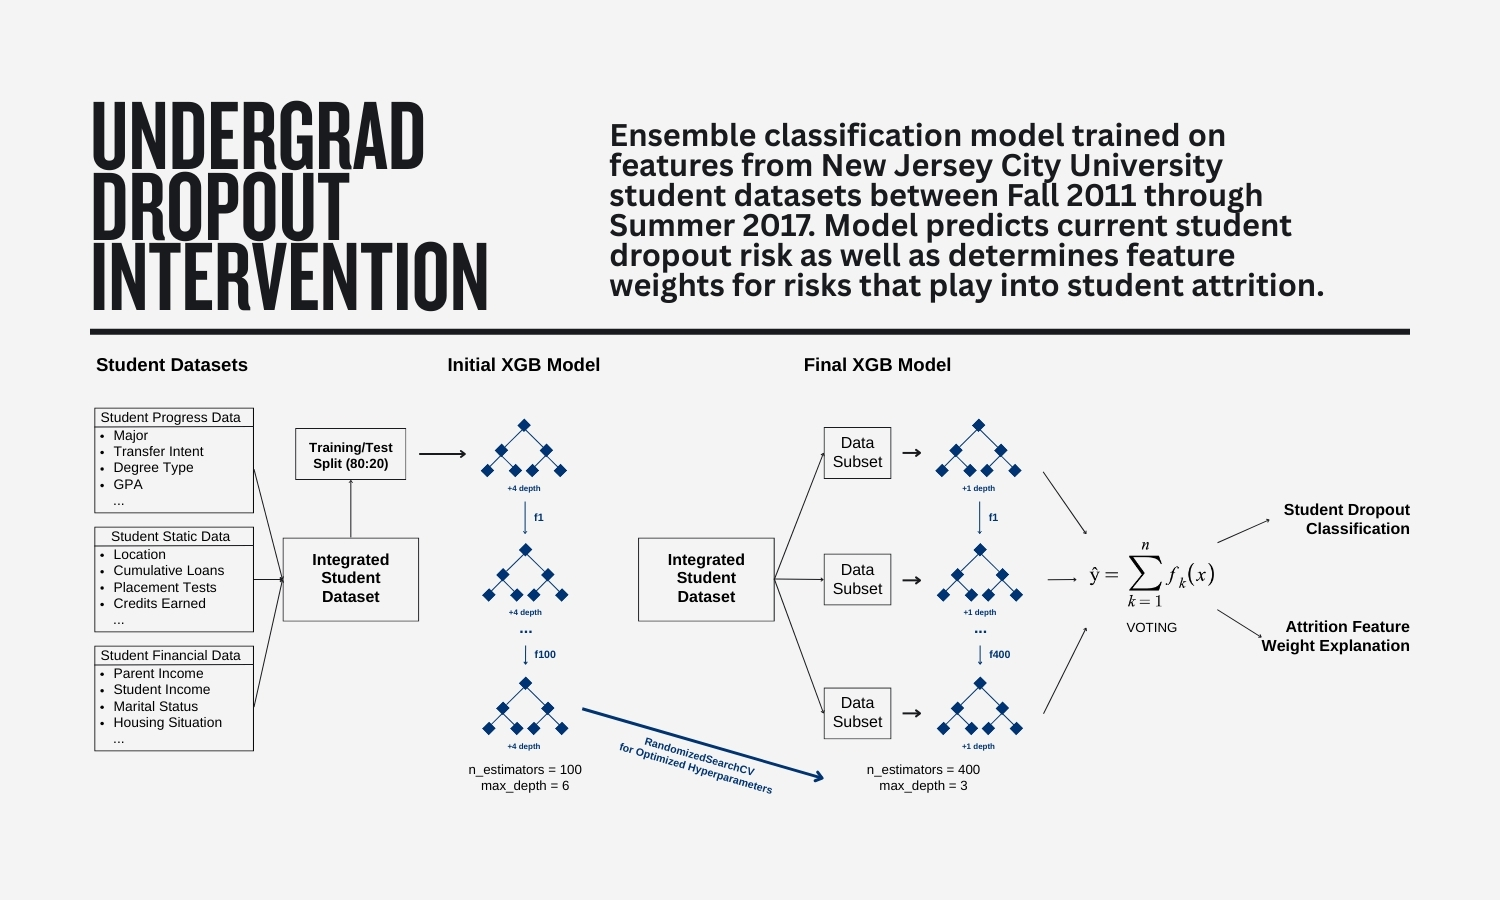 UNDERGRAD
DROPOUT
INTERVENTION
Ensemble classification model trained on
features from New Jersey City University
student datasets between Fall 2011 through
Summer 2017. Model predicts current student
dropout risk as well as determines feature
weights for risks that play into student attrition.
Student Datasets
Student Progress Data
• Major
• Transfer Intent
• Degree Type
• GPA
...
Student Static Data
• Location
• Cumulative Loans
• Placement Tests
• Credits Earned
...
Student Financial Data
• Parent Income
• Student Income
• Marital Status
• Housing Situation
...
Training/Test
Split (80:20)
Integrated
Student
Dataset
Initial XGB Model
+4 depth
f1
+4 depth
...
f100
+4 depth
n_estimators = 100
max_depth = 6
RandomizedSearchCV
for Optimized Hyperparameters
Final XGB Model
Integrated
Student
Dataset
Data
Subset
Data
Subset
Data
Subset
+1 depth
f1
+1 depth
...
f400
+1 depth
n_estimators = 400
max_depth = 3
ŷ = ∑ₖ₌₁ⁿ fₖ(x)
VOTING
Student Dropout
Classification
Attrition Feature
Weight Explanation